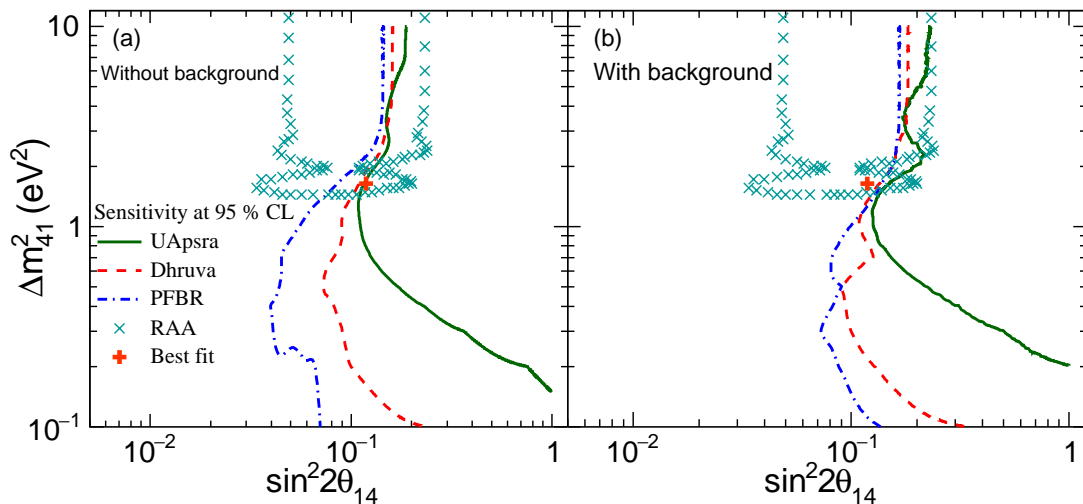 (a)
Without background
Sensitivity at 95 % CL
UApsra
Dhruva
PFBR
RAA
Best fit
(b)
With background
Δm²₄₁ (eV²)
10
1
10⁻¹
10⁻² 10⁻¹ 1
10⁻² 10⁻¹ 1
sin²2θ₁₄
sin²2θ₁₄